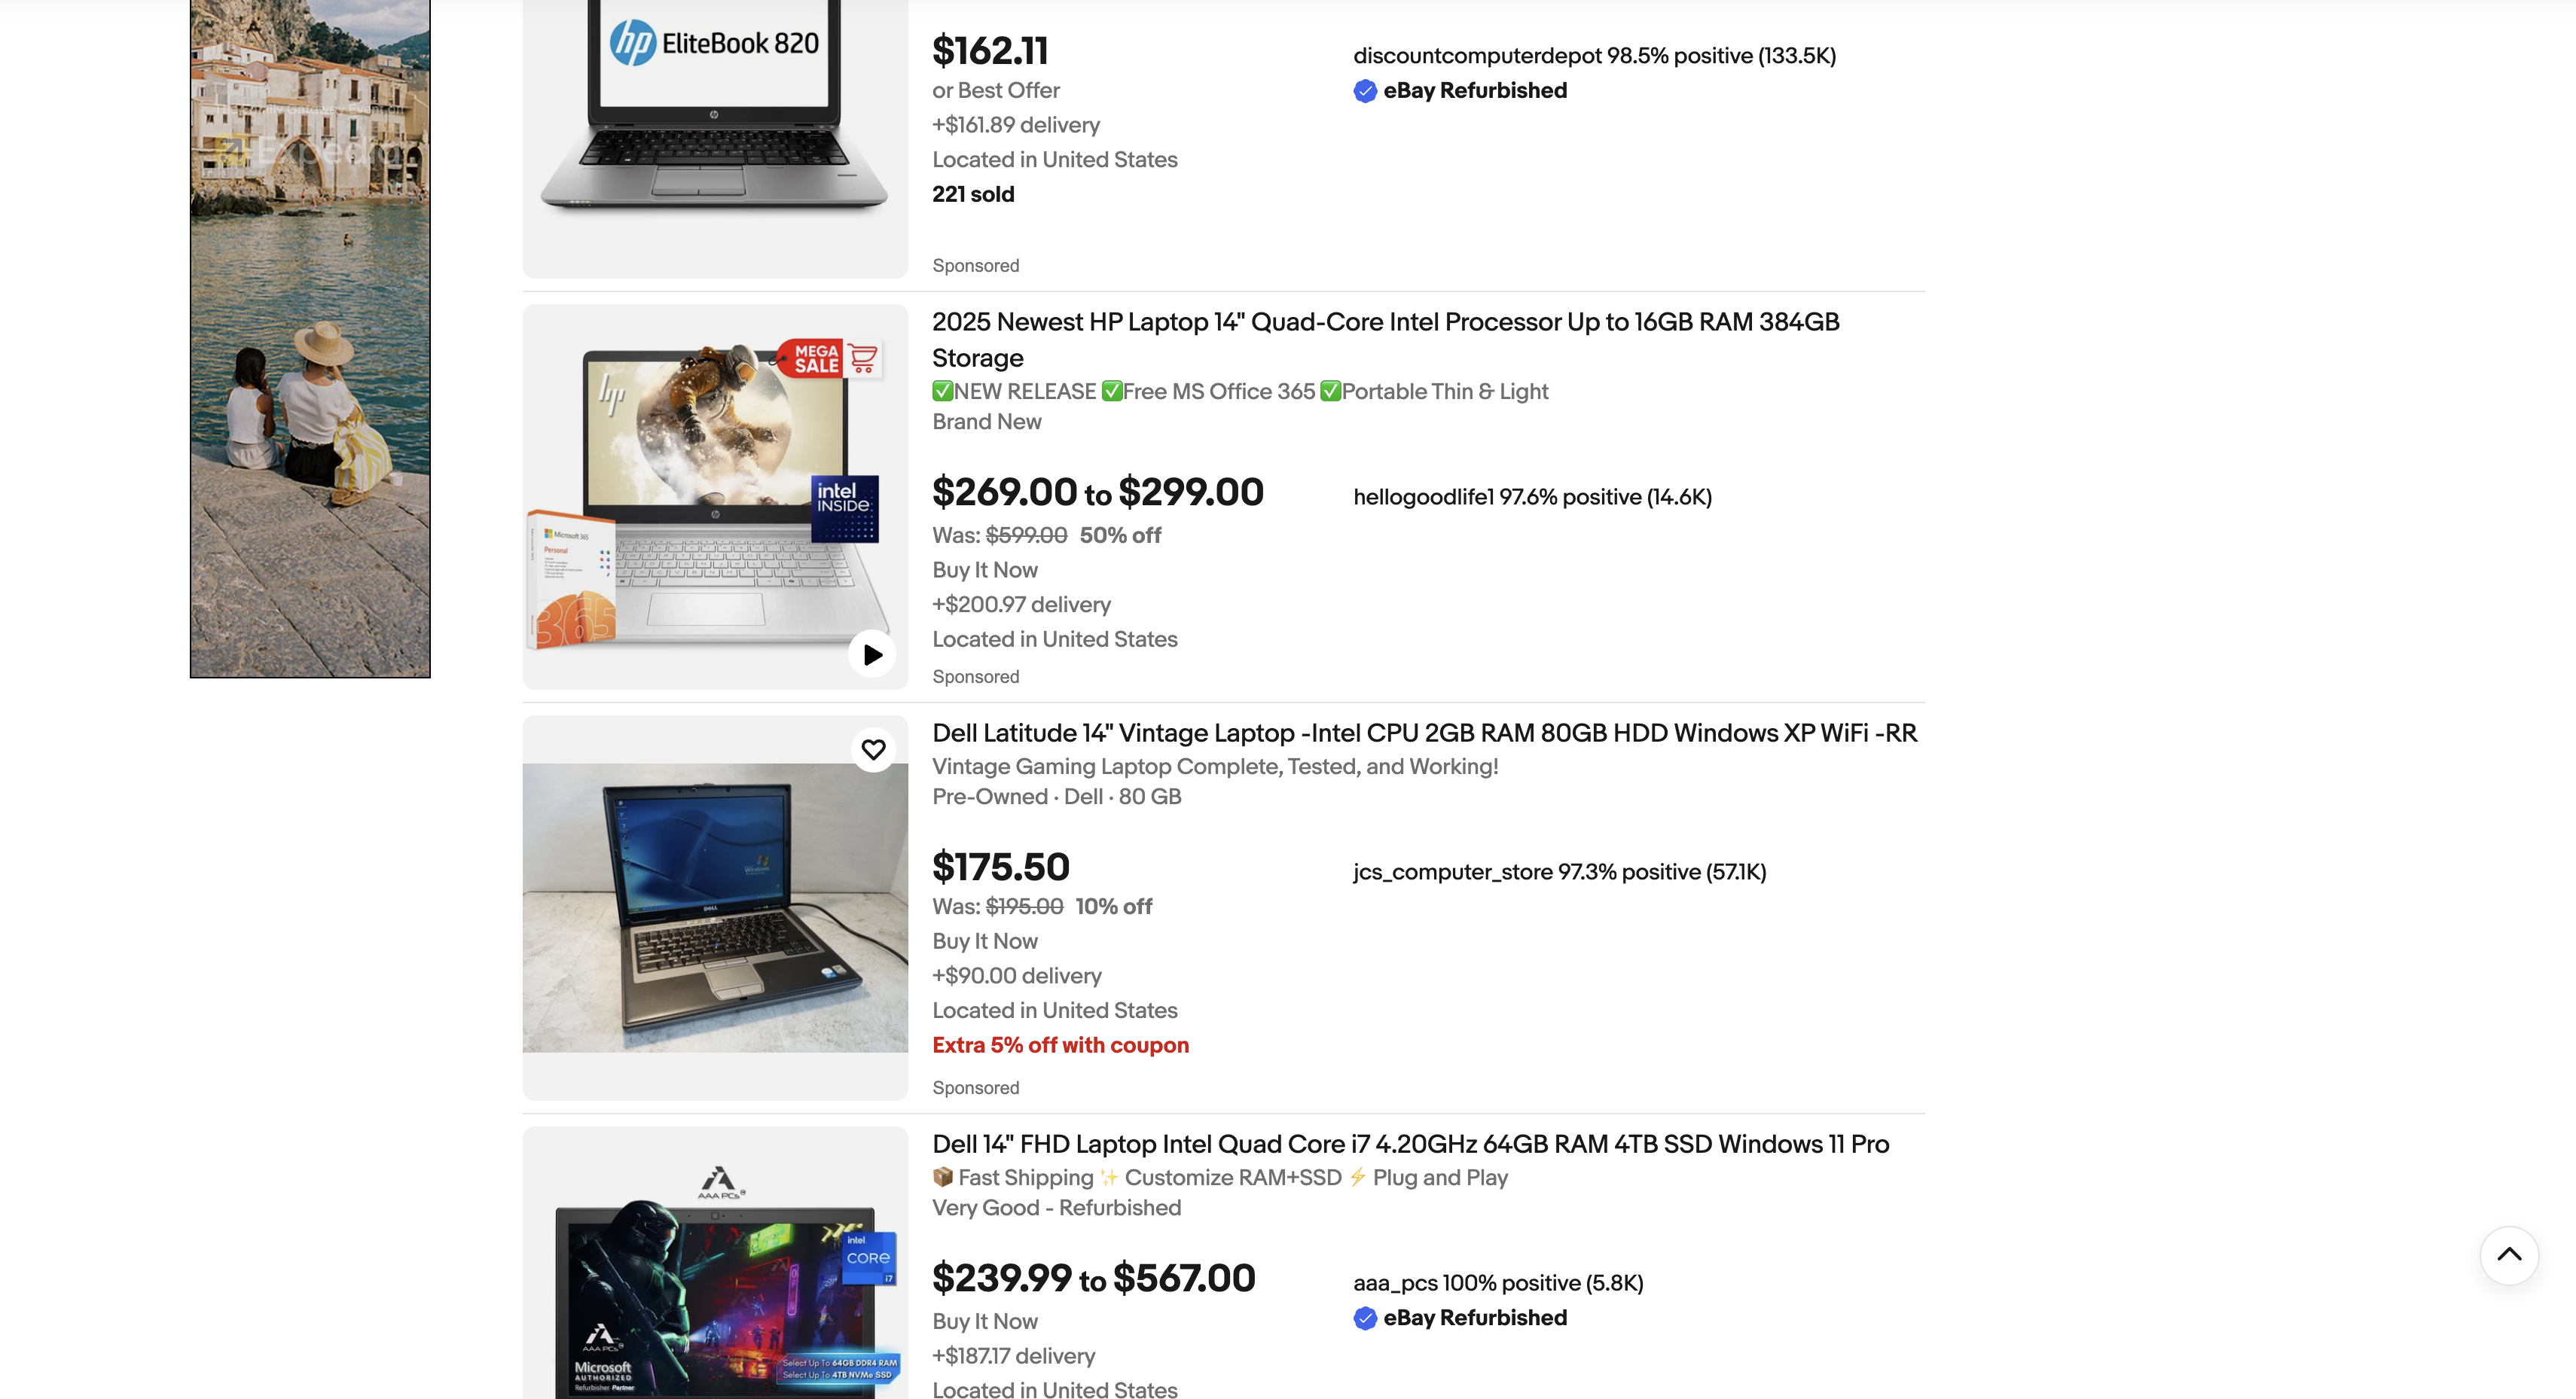 Expedia
hp EliteBook 820
$162.11
or Best Offer
+$161.89 delivery
Located in United States
221 sold
discountcomputerdepot 98.5% positive (133.5K)
eBay Refurbished
Sponsored
MEGA
SALE
hp
intel
INSIDE
Microsoft 365
Personal
365
2025 Newest HP Laptop 14" Quad-Core Intel Processor Up to 16GB RAM 384GB
Storage
✅NEW RELEASE ✅Free MS Office 365 ✅Portable Thin & Light
Brand New
$269.00 to $299.00
Was: $599.00 50% off
Buy It Now
+$200.97 delivery
Located in United States
hellogoodlife1 97.6% positive (14.6K)
Sponsored
Windows
DELL
Dell Latitude 14" Vintage Laptop -Intel CPU 2GB RAM 80GB HDD Windows XP WiFi -RR
Vintage Gaming Laptop Complete, Tested, and Working!
Pre-Owned · Dell · 80 GB
$175.50
Was: $195.00 10% off
Buy It Now
+$90.00 delivery
Located in United States
Extra 5% off with coupon
jcs_computer_store 97.3% positive (57.1K)
Sponsored
AAA PCs
intel
CORE
i7
AAA PCs
Microsoft
AUTHORIZED
Refurbisher Partner
Select Up To 64GB DDR4 RAM
Select Up To 4TB NVMe SSD
Dell 14" FHD Laptop Intel Quad Core i7 4.20GHz 64GB RAM 4TB SSD Windows 11 Pro
📦 Fast Shipping ✨ Customize RAM+SSD ⚡ Plug and Play
Very Good - Refurbished
$239.99 to $567.00
Buy It Now
+$187.17 delivery
Located in United States
aaa_pcs 100% positive (5.8K)
eBay Refurbished